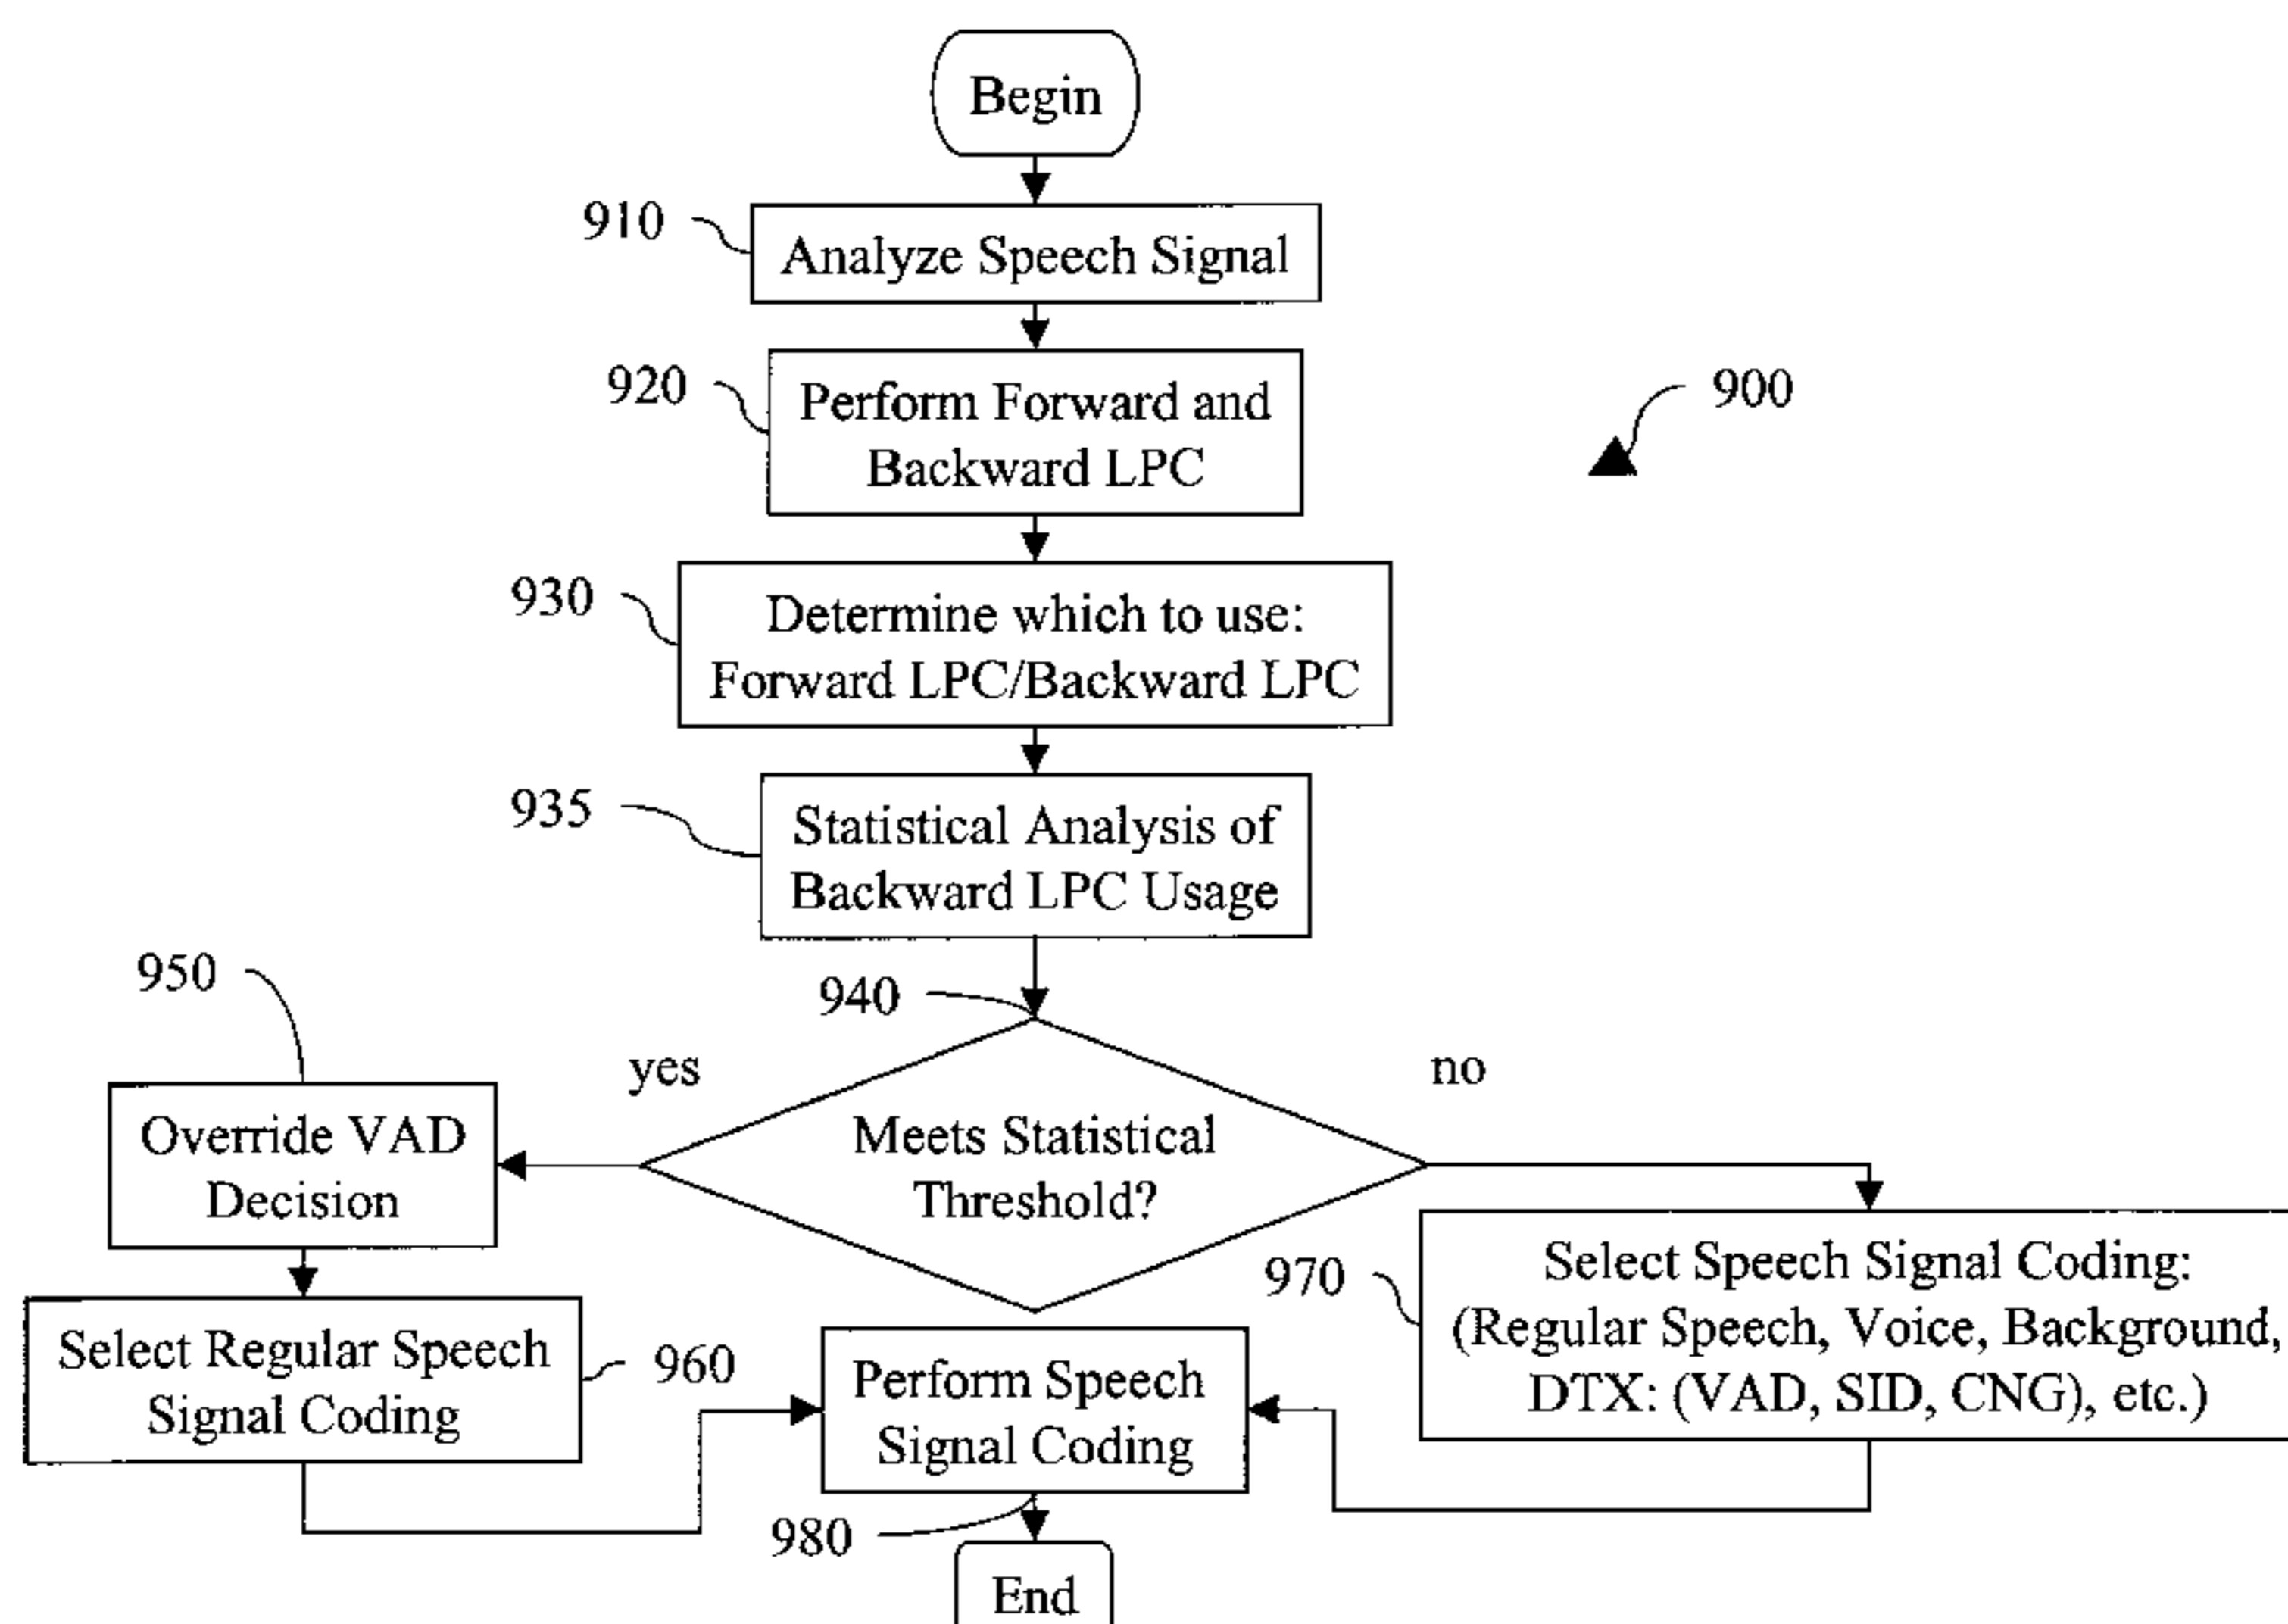 Begin
910
Analyze Speech Signal
920
Perform Forward and
Backward LPC
900
930
Determine which to use:
Forward LPC/Backward LPC
935
Statistical Analysis of
Backward LPC Usage
950
940
yes
no
Override VAD
Decision
Meets Statistical
Threshold?
970
Select Speech Signal Coding:
(Regular Speech, Voice, Background,
DTX: (VAD, SID, CNG), etc.)
Select Regular Speech
Signal Coding
960
Perform Speech
Signal Coding
980
End